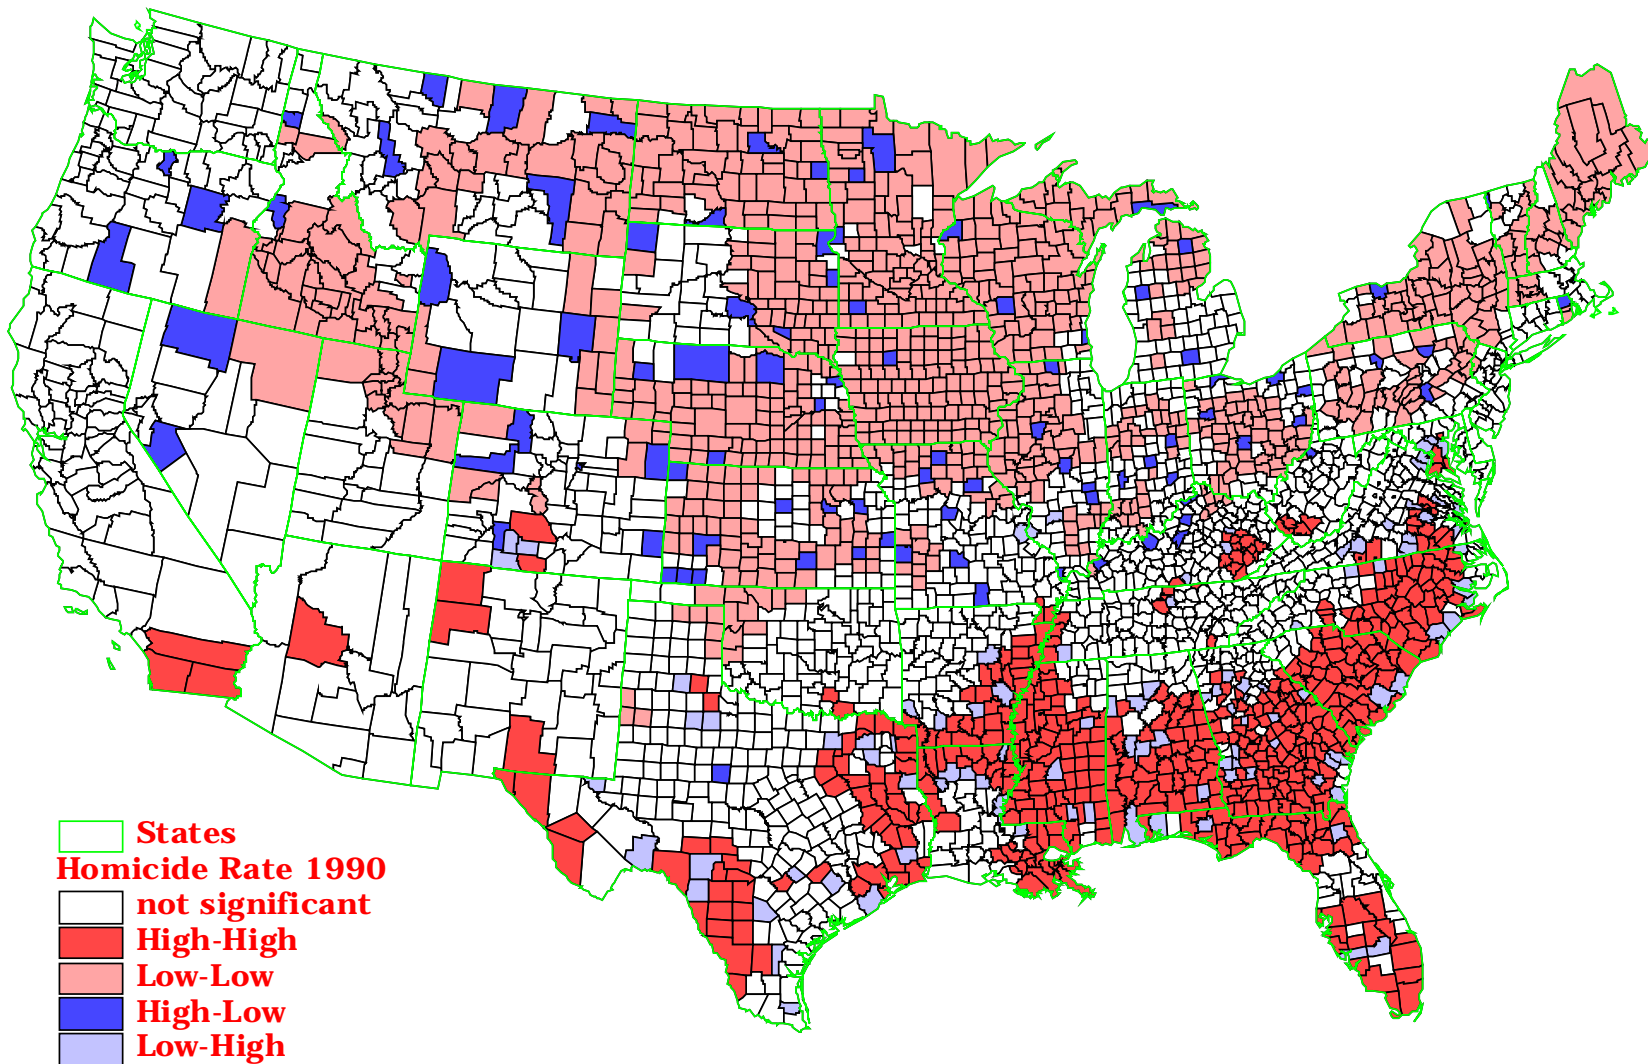 States
Homicide Rate 1990
not significant
High-High
Low-Low
High-Low
Low-High